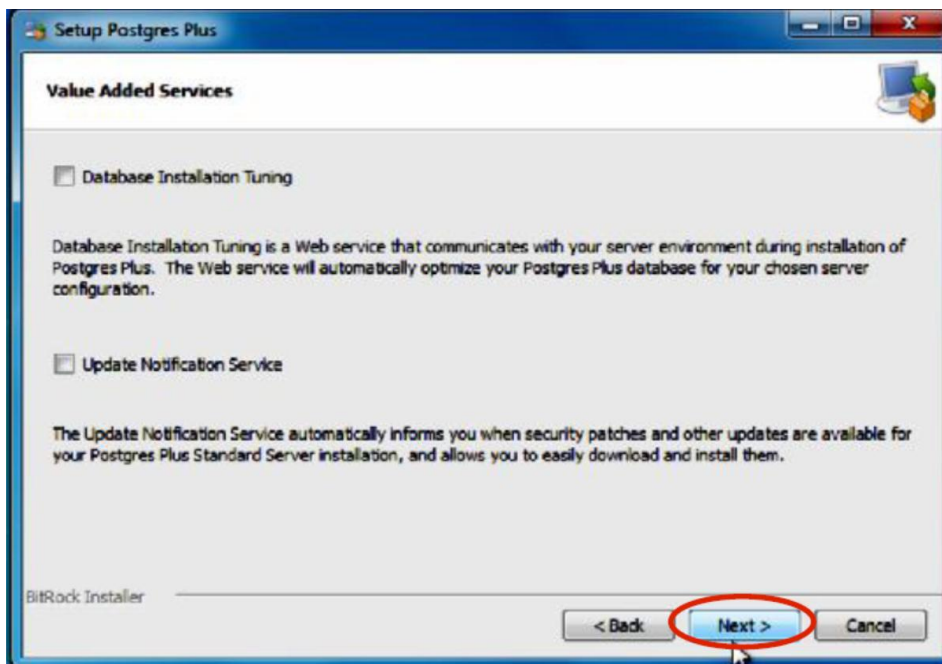 Setup Postgres Plus
Value Added Services
Database Installation Tuning
Database Installation Tuning is a Web service that communicates with your server environment during installation of
Postgres Plus. The Web service will automatically optimize your Postgres Plus database for your chosen server
configuration.
Update Notification Service
The Update Notification Service automatically informs you when security patches and other updates are available for
your Postgres Plus Standard Server installation, and allows you to easily download and install them.
BitRock Installer
< Back
Next >
Cancel